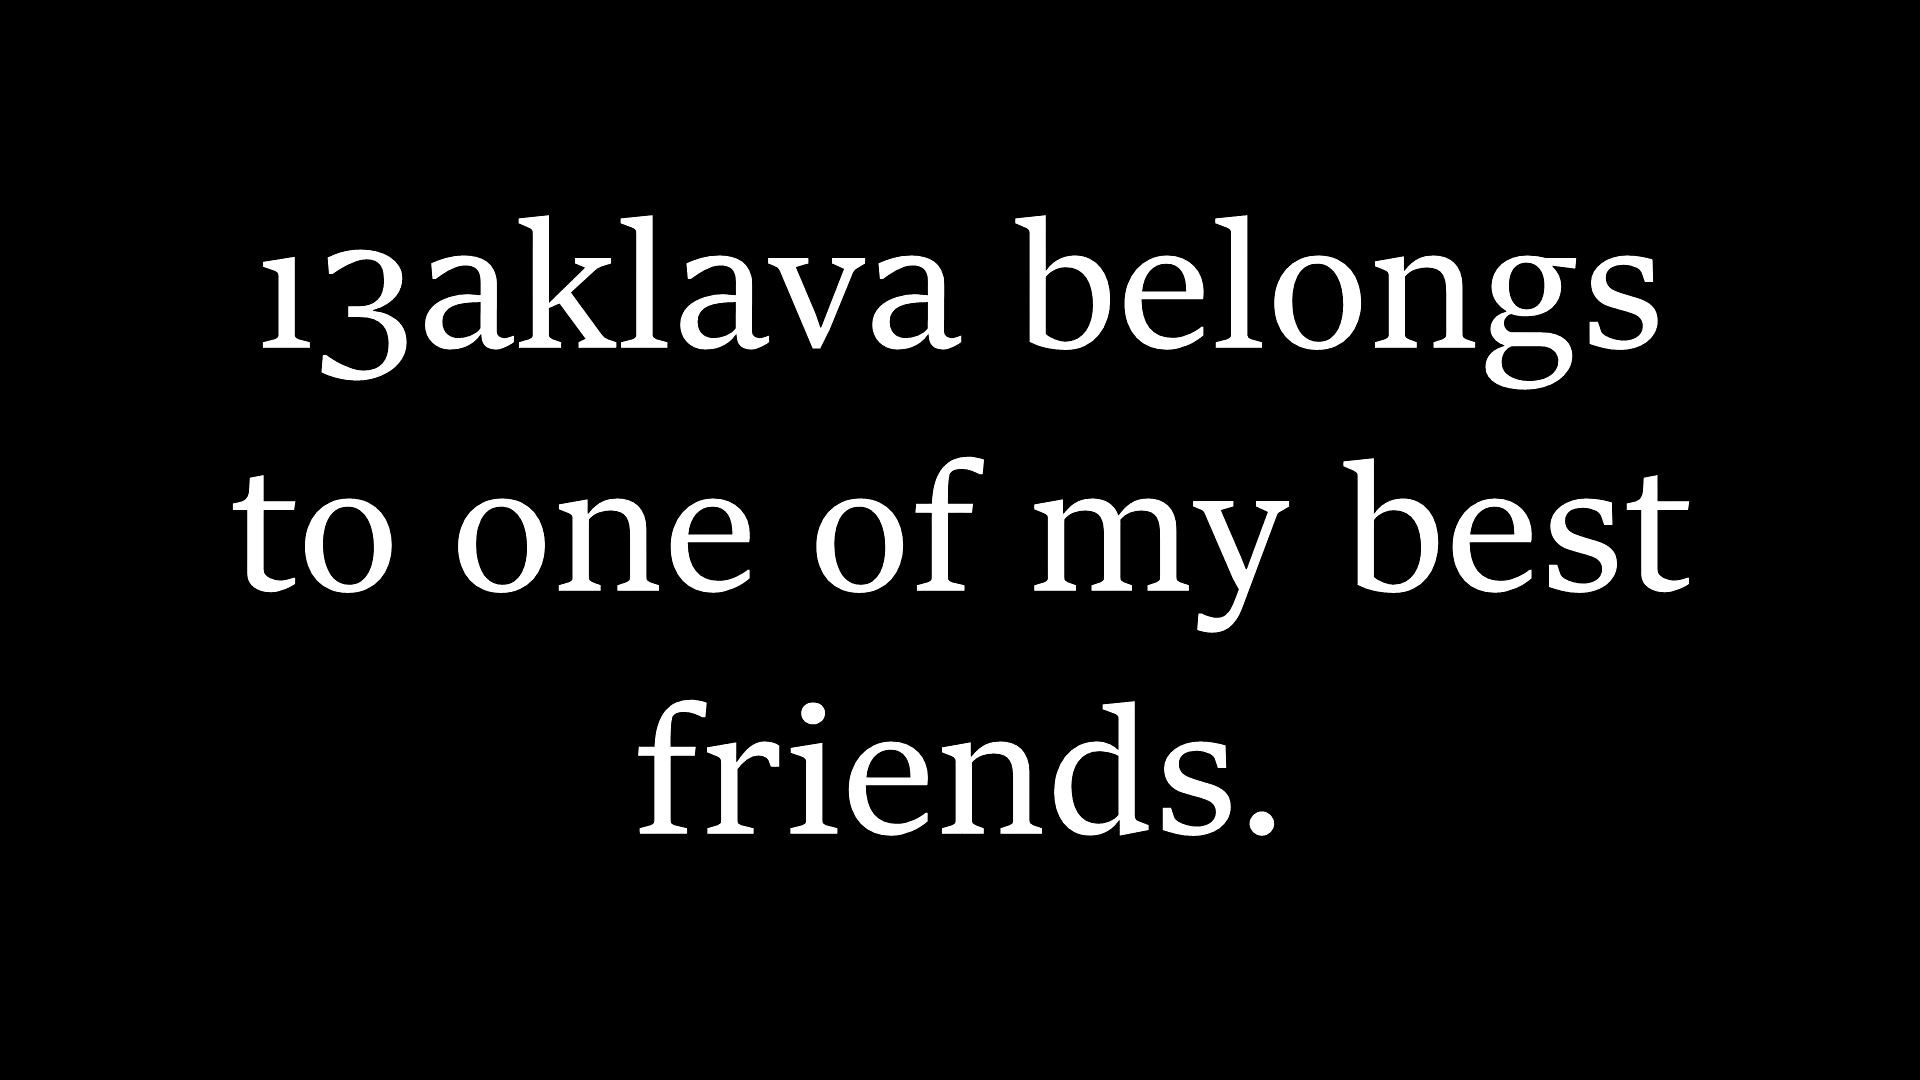 13aklava belongs
to one of my best
friends.